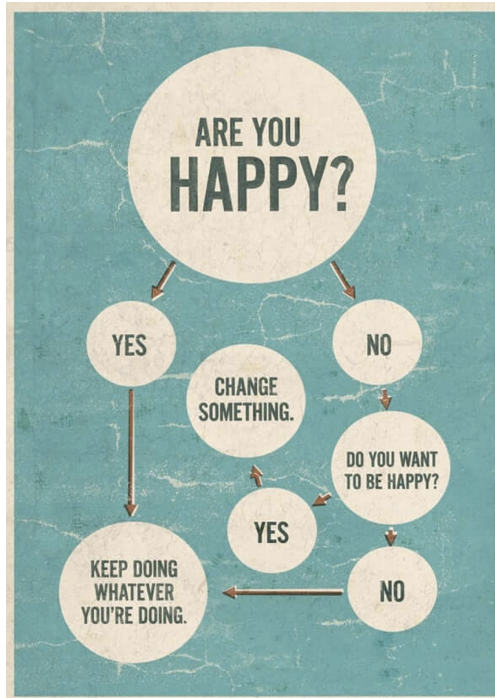 ARE YOU
HAPPY?
YES
NO
CHANGE
SOMETHING.
DO YOU WANT
TO BE HAPPY?
YES
KEEP DOING
WHATEVER
YOU'RE DOING.
NO